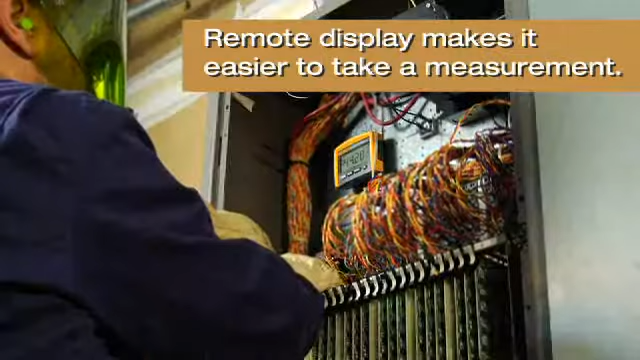 Remote display makes it
easier to take a measurement.